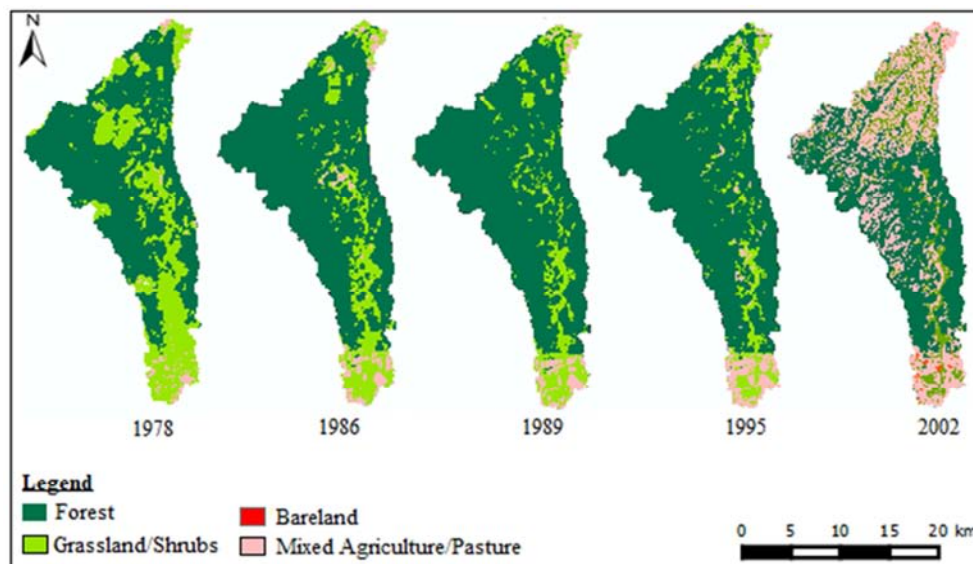 N
1978 1986 1989 1995 2002
Legend
Forest Bareland
Grassland/Shrubs Mixed Agriculture/Pasture
0 5 10 15 20 km